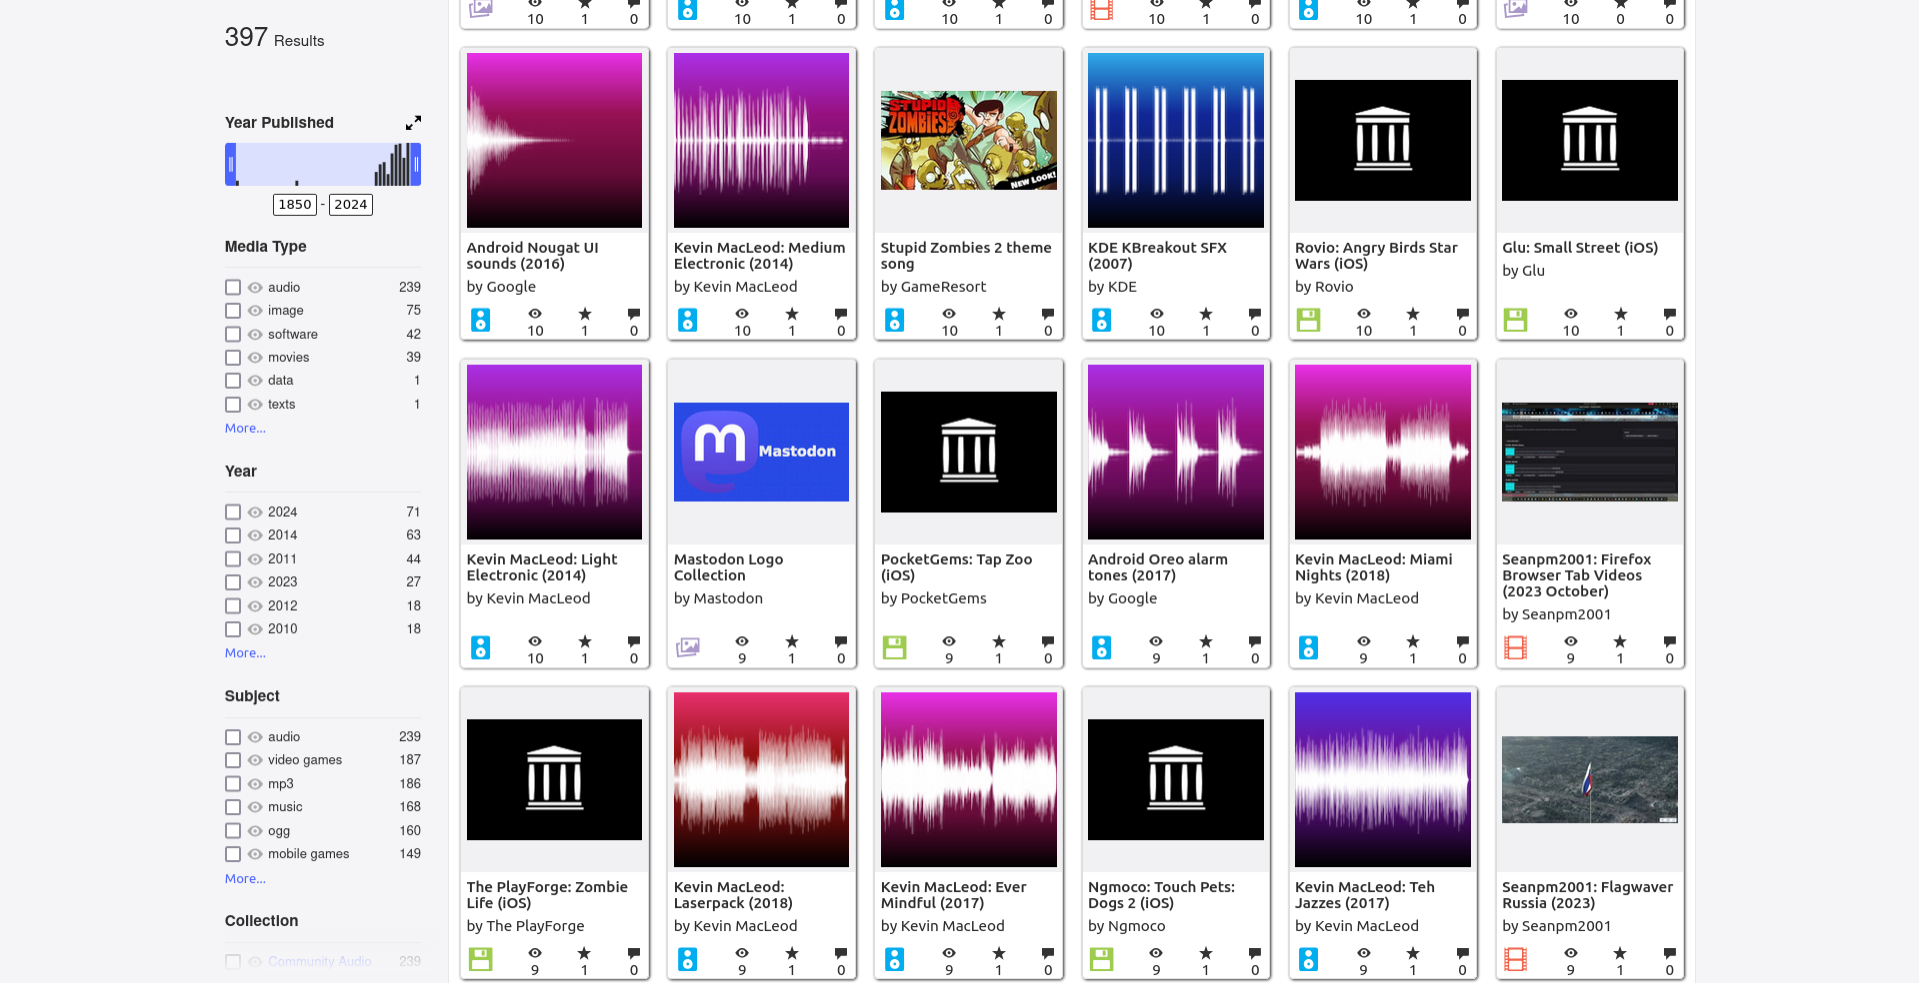 397 Results
Year Published
1850 - 2024
Media Type
audio 239
image 75
software 42
movies 39
data 1
texts 1
More...
Year
2024 71
2014 63
2011 44
2023 27
2012 18
2010 18
More...
Subject
audio 239
video games 187
mp3 186
music 168
ogg 160
mobile games 149
More...
Collection
Community Audio 239
10 1 0
10 1 0
10 1 0
10 1 0
10 1 0
10 0 0
Android Nougat UI
sounds (2016)
by Google
10 1 0
Kevin MacLeod: Medium
Electronic (2014)
by Kevin MacLeod
10 1 0
STUPID
ZOMBIES
NEW LOOK!
Stupid Zombies 2 theme
song
by GameResort
10 1 0
KDE KBreakout SFX
(2007)
by KDE
10 1 0
Rovio: Angry Birds Star
Wars (iOS)
by Rovio
10 1 0
Glu: Small Street (iOS)
by Glu
10 1 0
Kevin MacLeod: Light
Electronic (2014)
by Kevin MacLeod
10 1 0
Mastodon
Mastodon Logo
Collection
by Mastodon
9 1 0
PocketGems: Tap Zoo
(iOS)
by PocketGems
9 1 0
Android Oreo alarm
tones (2017)
by Google
9 1 0
Kevin MacLeod: Miami
Nights (2018)
by Kevin MacLeod
9 1 0
Seanpm2001: Firefox
Browser Tab Videos
(2023 October)
by Seanpm2001
9 1 0
The PlayForge: Zombie
Life (iOS)
by The PlayForge
9 1 0
Kevin MacLeod:
Laserpack (2018)
by Kevin MacLeod
9 1 0
Kevin MacLeod: Ever
Mindful (2017)
by Kevin MacLeod
9 1 0
Ngmoco: Touch Pets:
Dogs 2 (iOS)
by Ngmoco
9 1 0
Kevin MacLeod: Teh
Jazzes (2017)
by Kevin MacLeod
9 1 0
Seanpm2001: Flagwaver
Russia (2023)
by Seanpm2001
9 1 0